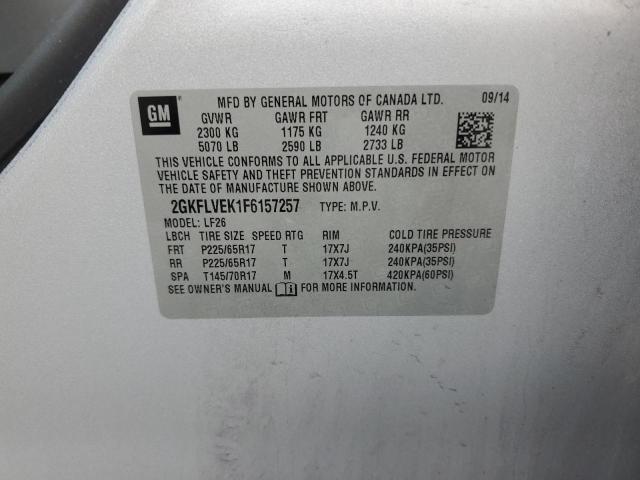 GM
MFD BY GENERAL MOTORS OF CANADA LTD. 09/14
GVWR GAWR FRT GAWR RR
2300 KG 1175 KG 1240 KG
5070 LB 2590 LB 2733 LB
THIS VEHICLE CONFORMS TO ALL APPLICABLE U.S. FEDERAL MOTOR
VEHICLE SAFETY AND THEFT PREVENTION STANDARDS IN EFFECT ON
THE DATE OF MANUFACTURE SHOWN ABOVE.
2GKFLVEK1F6157257 TYPE: M.P.V.
MODEL: LF26
LBCH TIRE SIZE SPEED RTG RIM COLD TIRE PRESSURE
FRT P225/65R17 T 17X7J 240KPA(35PSI)
RR P225/65R17 T 17X7J 240KPA(35PSI)
SPA T145/70R17 M 17X4.5T 420KPA(60PSI)
SEE OWNER'S MANUAL FOR MORE INFORMATION.